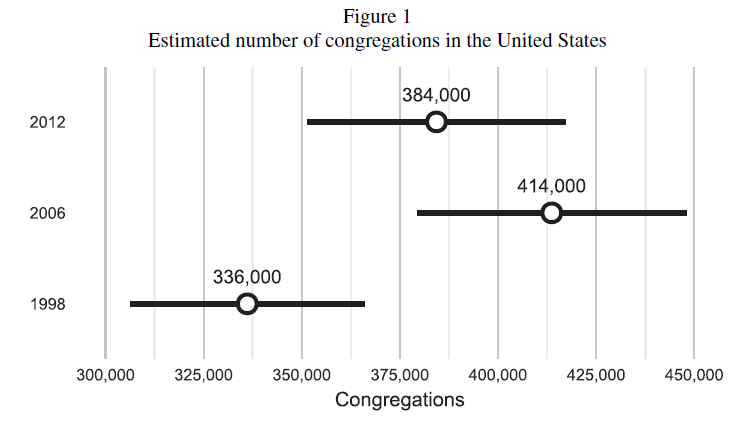 Figure 1
Estimated number of congregations in the United States
384,000
2012
414,000
2006
336,000
1998
300,000 325,000 350,000 375,000 400,000 425,000 450,000
Congregations